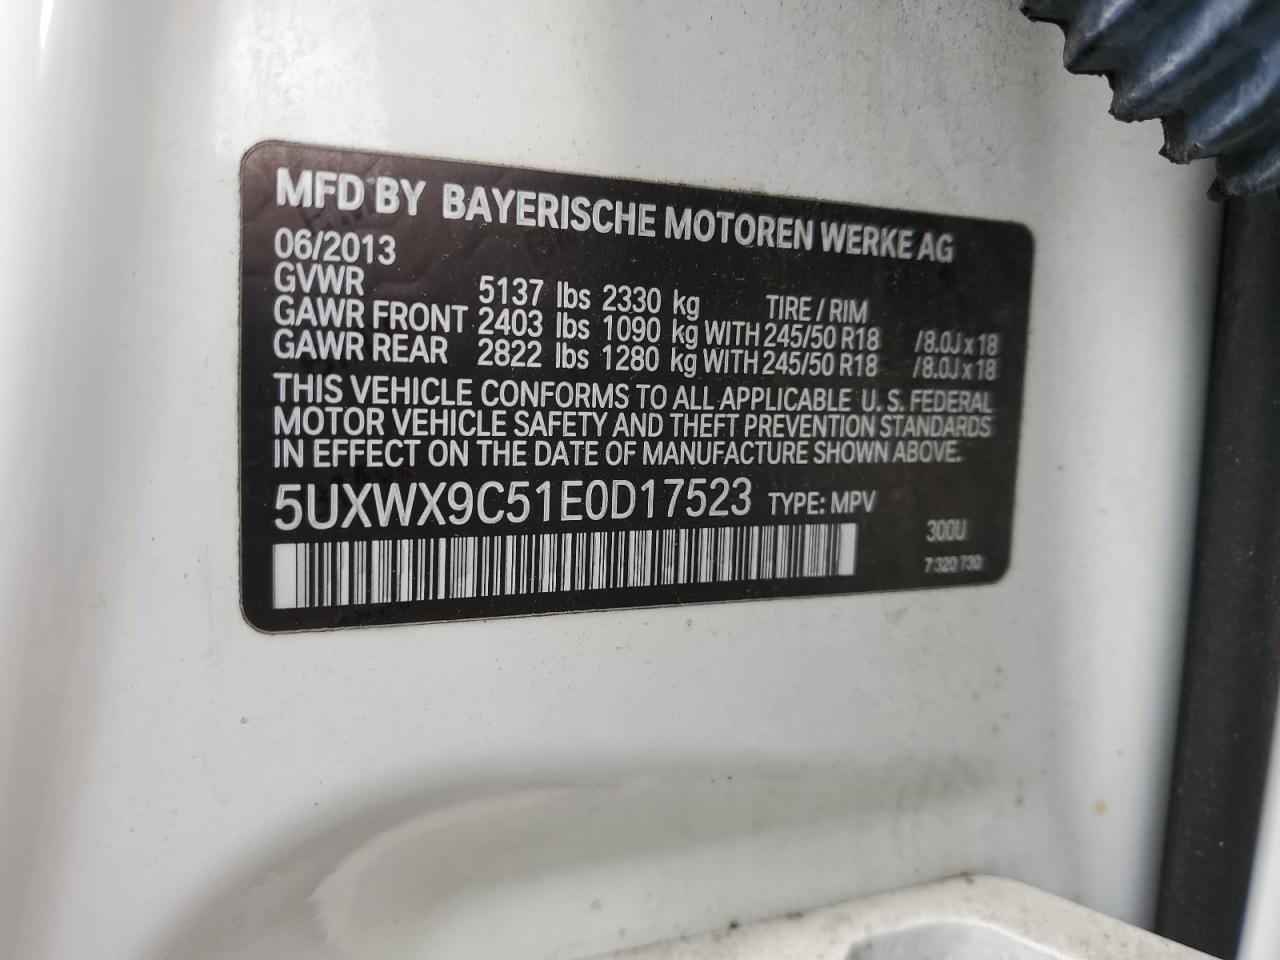 MFD BY BAYERISCHE MOTOREN WERKE AG
06/2013
GVWR 5137 lbs 2330 kg TIRE / RIM
GAWR FRONT 2403 lbs 1090 kg WITH 245/50 R18 /8.0J x 18
GAWR REAR 2822 lbs 1280 kg WITH 245/50 R18 /8.0J x 18
THIS VEHICLE CONFORMS TO ALL APPLICABLE U. S. FEDERAL
MOTOR VEHICLE SAFETY AND THEFT PREVENTION STANDARDS
IN EFFECT ON THE DATE OF MANUFACTURE SHOWN ABOVE.
5UXWX9C51E0D17523 TYPE: MPV
300U
7 320 730